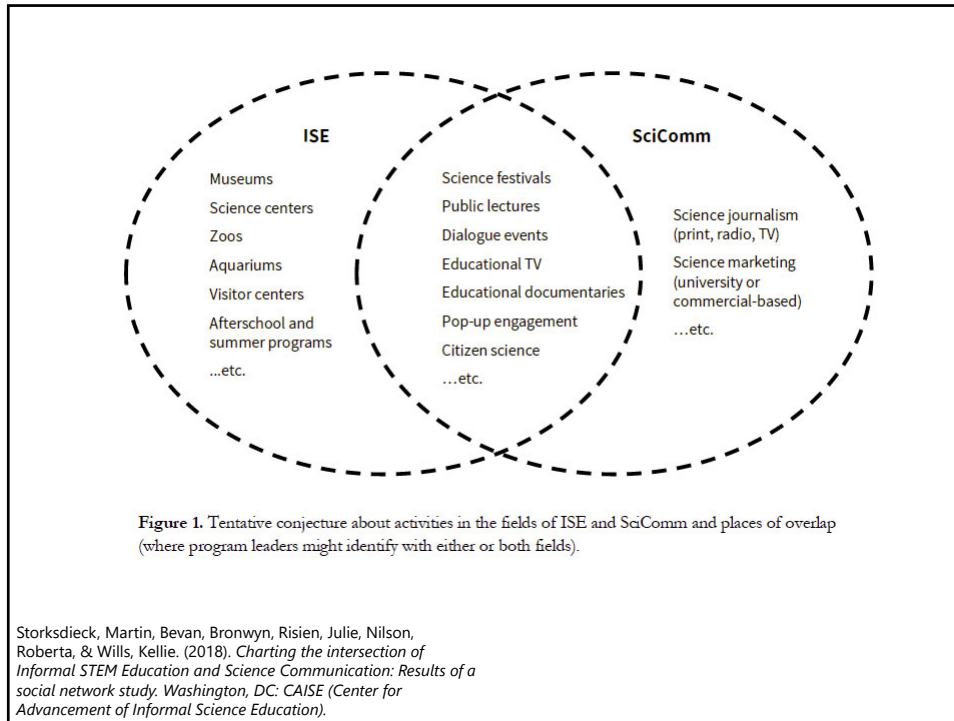 ISE
Museums
Science centers
Zoos
Aquariums
Visitor centers
Afterschool and
summer programs
...etc.
Science festivals
Public lectures
Dialogue events
Educational TV
Educational documentaries
Pop-up engagement
Citizen science
…etc.
SciComm
Science journalism
(print, radio, TV)
Science marketing
(university or
commercial-based)
…etc.
Figure 1. Tentative conjecture about activities in the fields of ISE and SciComm and places of overlap
(where program leaders might identify with either or both fields).
Storksdieck, Martin, Bevan, Bronwyn, Risien, Julie, Nilson,
Roberta, & Wills, Kellie. (2018). Charting the intersection of
Informal STEM Education and Science Communication: Results of a
social network study. Washington, DC: CAISE (Center for
Advancement of Informal Science Education).